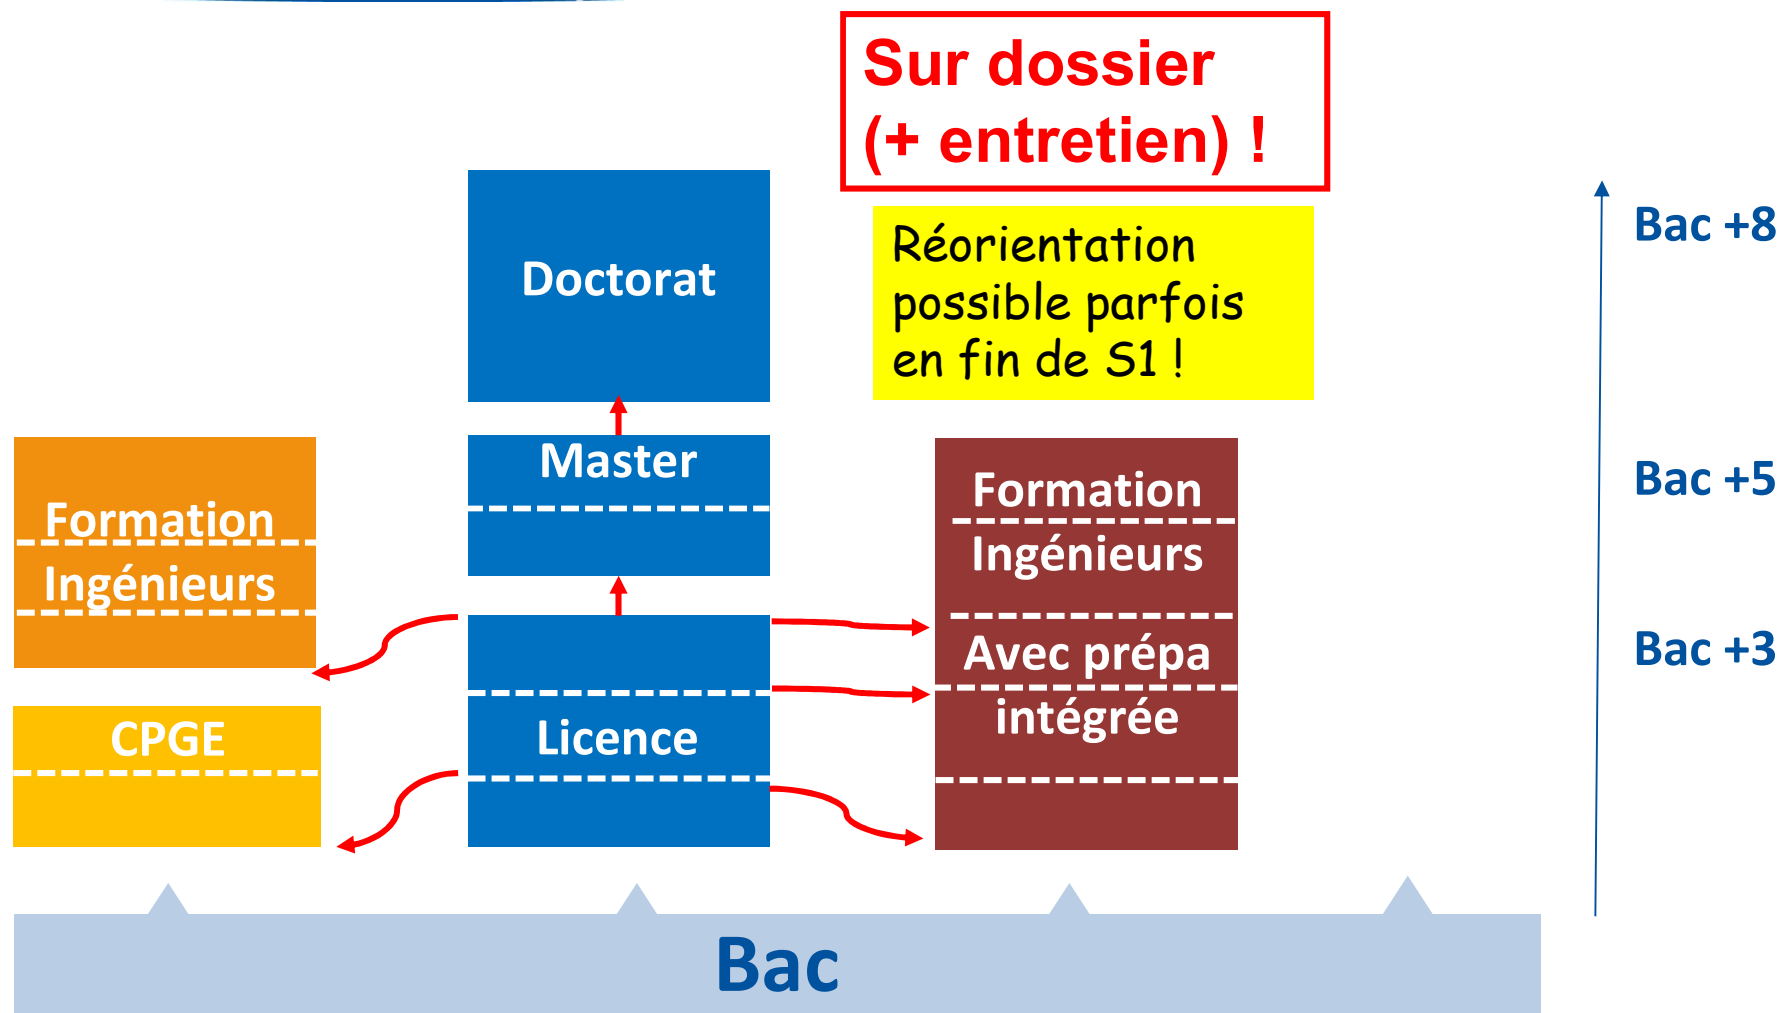 Sur dossier
(+ entretien) !
Réorientation
possible parfois
en fin de S1 !
Doctorat
Master
Licence
Formation
Ingénieurs
CPGE
Formation
Ingénieurs
Avec prépa
intégrée
Bac +8
Bac +5
Bac +3
Bac